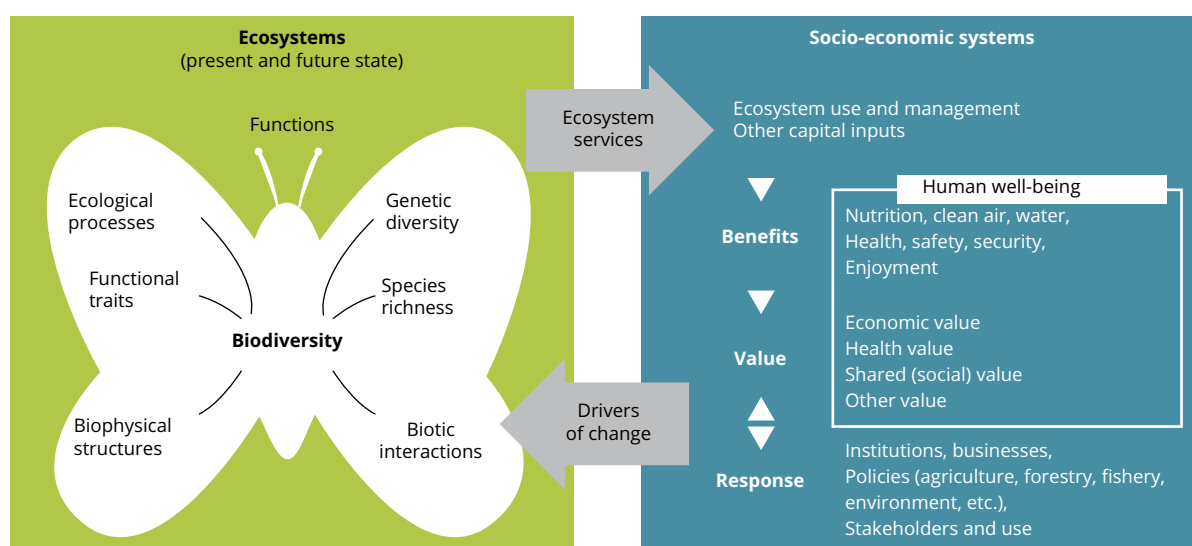 Ecosystems
(present and future state)
Functions
Ecological
processes
Genetic
diversity
Functional
traits
Species
richness
Biodiversity
Biophysical
structures
Biotic
interactions
Ecosystem
services
Drivers
of change
Socio-economic systems
Ecosystem use and management
Other capital inputs
Human well-being
Benefits
Nutrition, clean air, water,
Health, safety, security,
Enjoyment
Value
Economic value
Health value
Shared (social) value
Other value
Response
Institutions, businesses,
Policies (agriculture, forestry, fishery,
environment, etc.),
Stakeholders and use